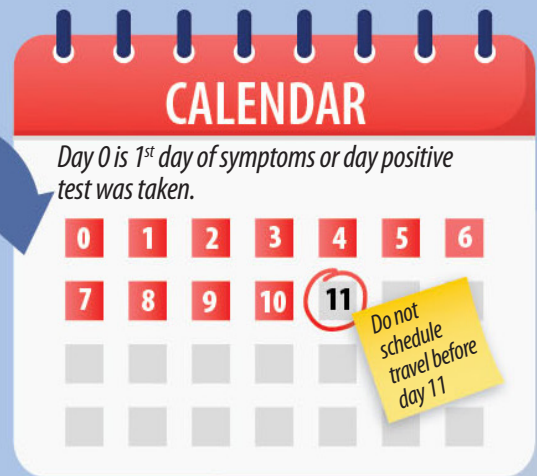 CALENDAR
Day 0 is 1st day of symptoms or day positive
test was taken.
0 1 2 3 4 5 6
7 8 9 10 11
Do not
schedule
travel before
day 11